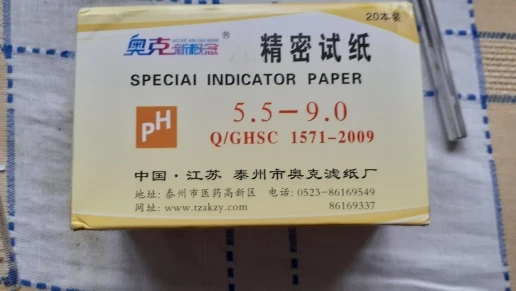 20本装
奥克新概念® 精密试纸
SPECIAI INDICATOR PAPER
pH 5.5－9.0
Q/GHSC 1571-2009
中国·江苏 泰州市奥克滤纸厂
地址: 泰州市医药高新区 电话: 0523-86169549
网址: www.tzakzy.com 86169337